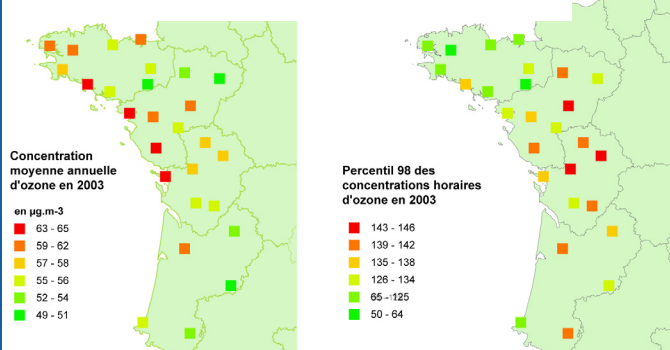 Concentration
moyenne annuelle
d'ozone en 2003
en µg.m-3
63 - 65
59 - 62
57 - 58
55 - 56
52 - 54
49 - 51
Percentil 98 des
concentrations horaires
d'ozone en 2003
143 - 146
139 - 142
135 - 138
126 - 134
65 - 125
50 - 64